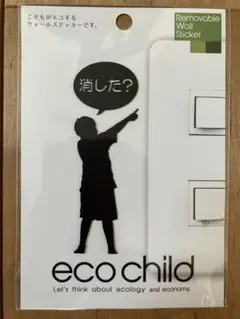 こどもがエコする
ウォールステッカーです。
Removable
Wall
Sticker
消した?
eco child
Let's think about ecology and economy.